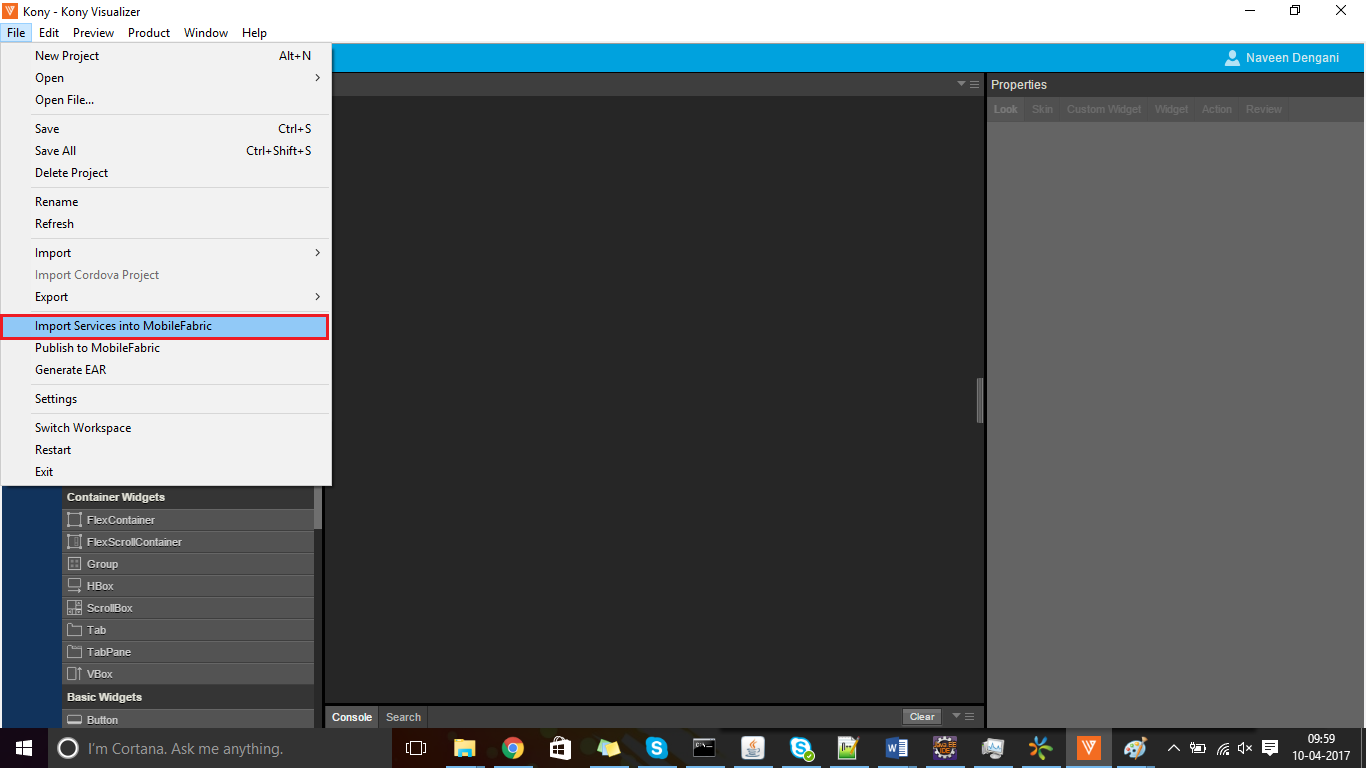 Kony - Kony Visualizer
File Edit Preview Product Window Help
Naveen Dengani
New Project Alt+N
Open
Open File...
Save Ctrl+S
Save All Ctrl+Shift+S
Delete Project
Rename
Refresh
Import
Import Cordova Project
Export
Import Services into MobileFabric
Publish to MobileFabric
Generate EAR
Settings
Switch Workspace
Restart
Exit
Container Widgets
FlexContainer
FlexScrollContainer
Group
HBox
ScrollBox
Tab
TabPane
VBox
Basic Widgets
Button
Console Search Clear
Properties
Look Skin Custom Widget Widget Action Review
I'm Cortana. Ask me anything.
09:59
10-04-2017